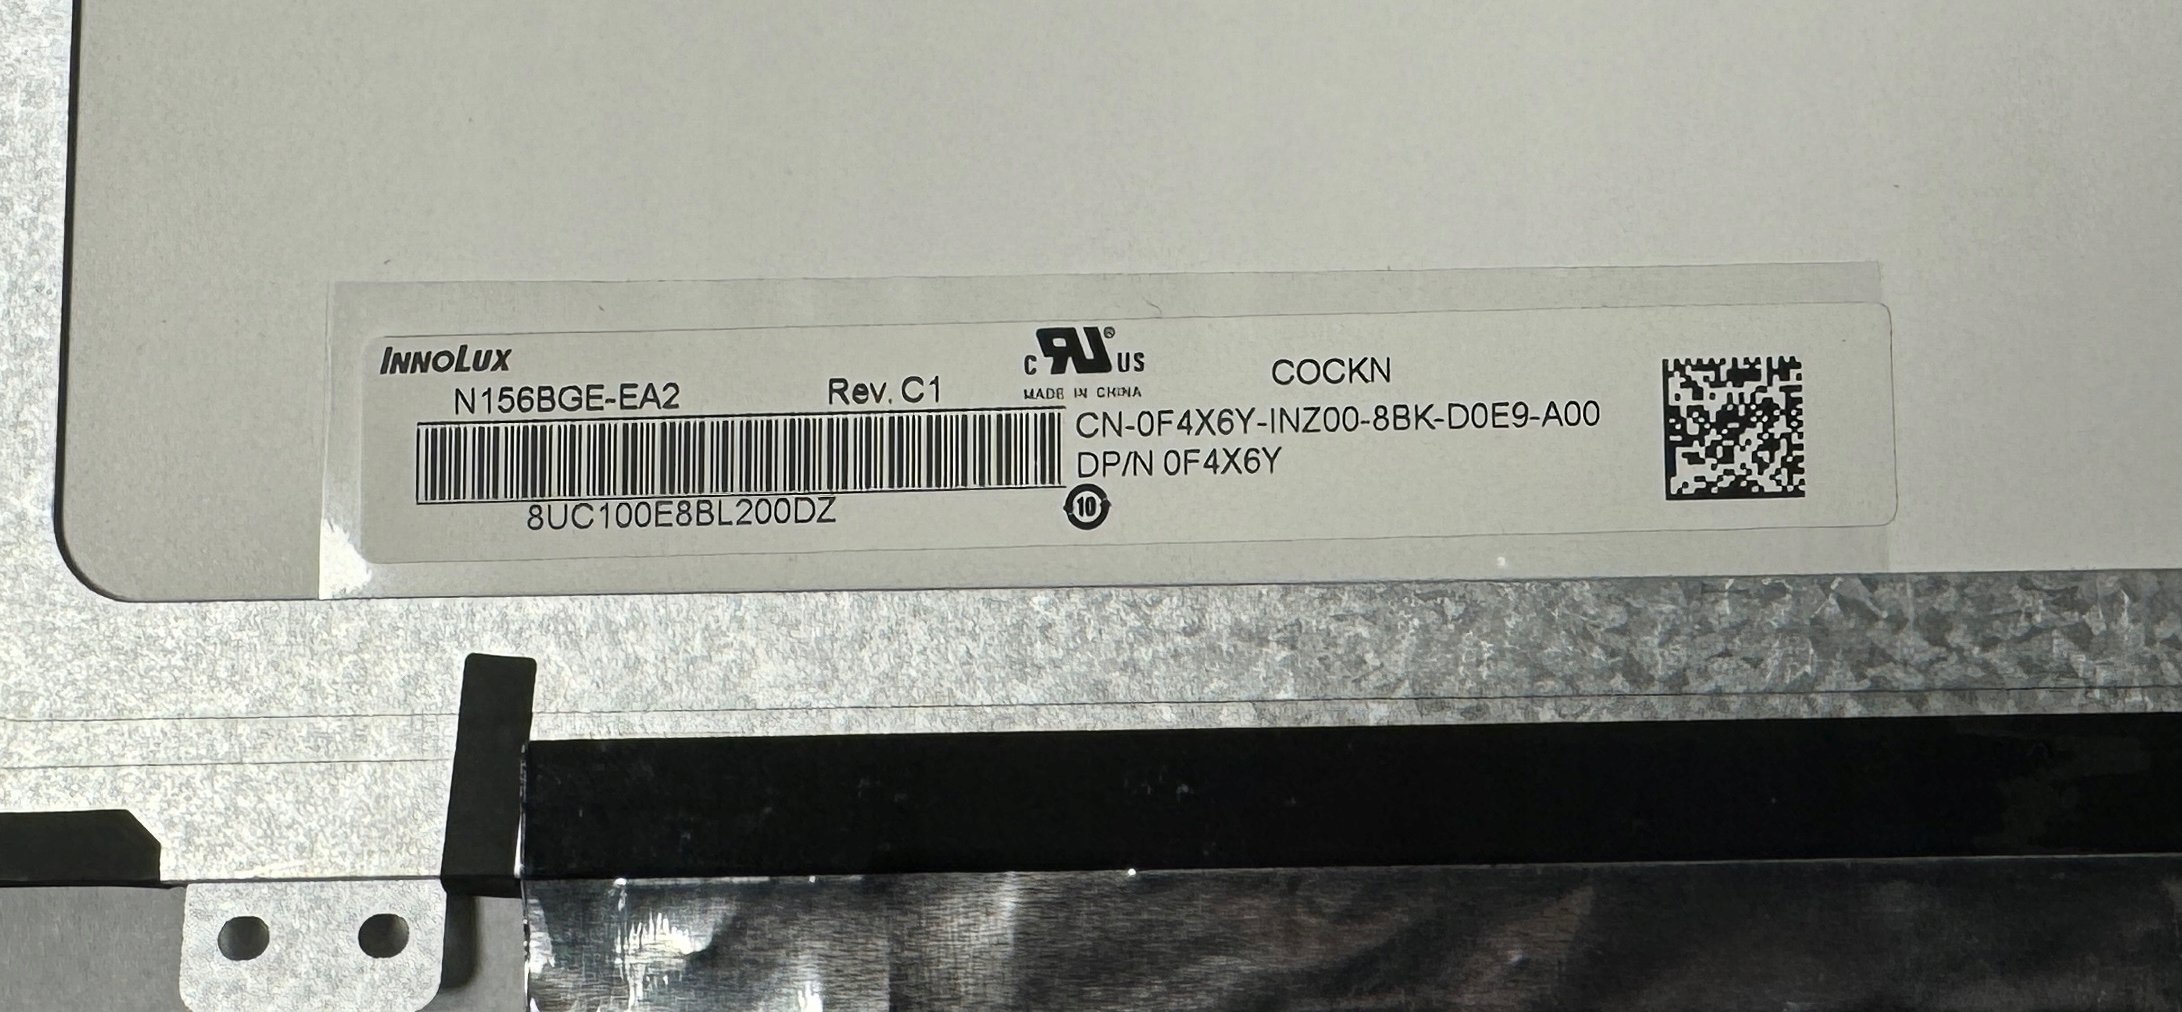 INNOLUX
N156BGE-EA2 Rev. C1
8UC100E8BL200DZ
c RU ® US
MADE IN CHINA
COCKN
CN-0F4X6Y-INZ00-8BK-D0E9-A00
DP/N 0F4X6Y
10